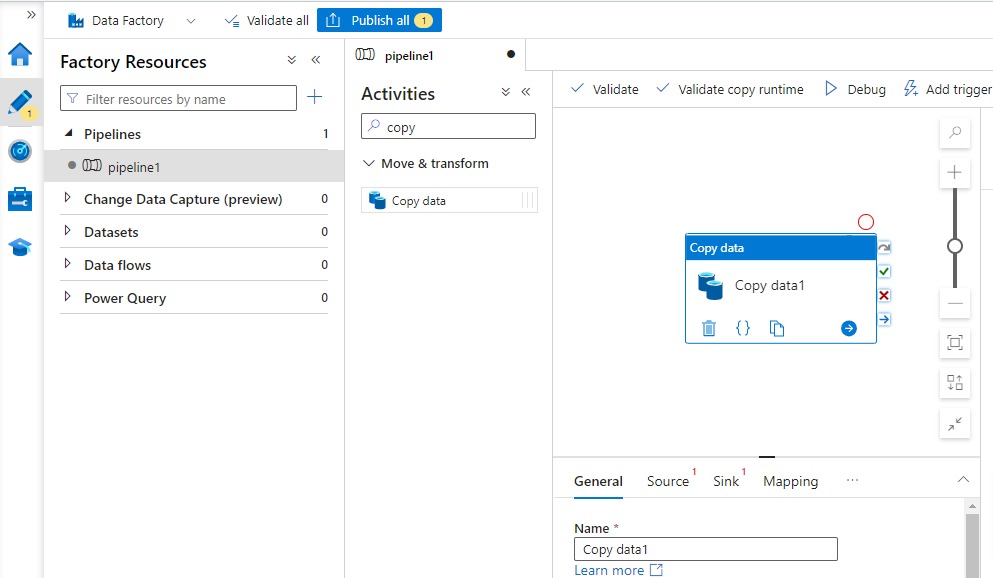 Data Factory
Validate all
Publish all 1
Factory Resources
Filter resources by name
Pipelines 1
pipeline1
Change Data Capture (preview) 0
Datasets 0
Data flows 0
Power Query 0
1
pipeline1
Activities
copy
Move & transform
Copy data
Validate
Validate copy runtime
Debug
Add trigger
Copy data
Copy data1
{}
General
Source 1
Sink 1
Mapping
...
Name *
Copy data1
Learn more